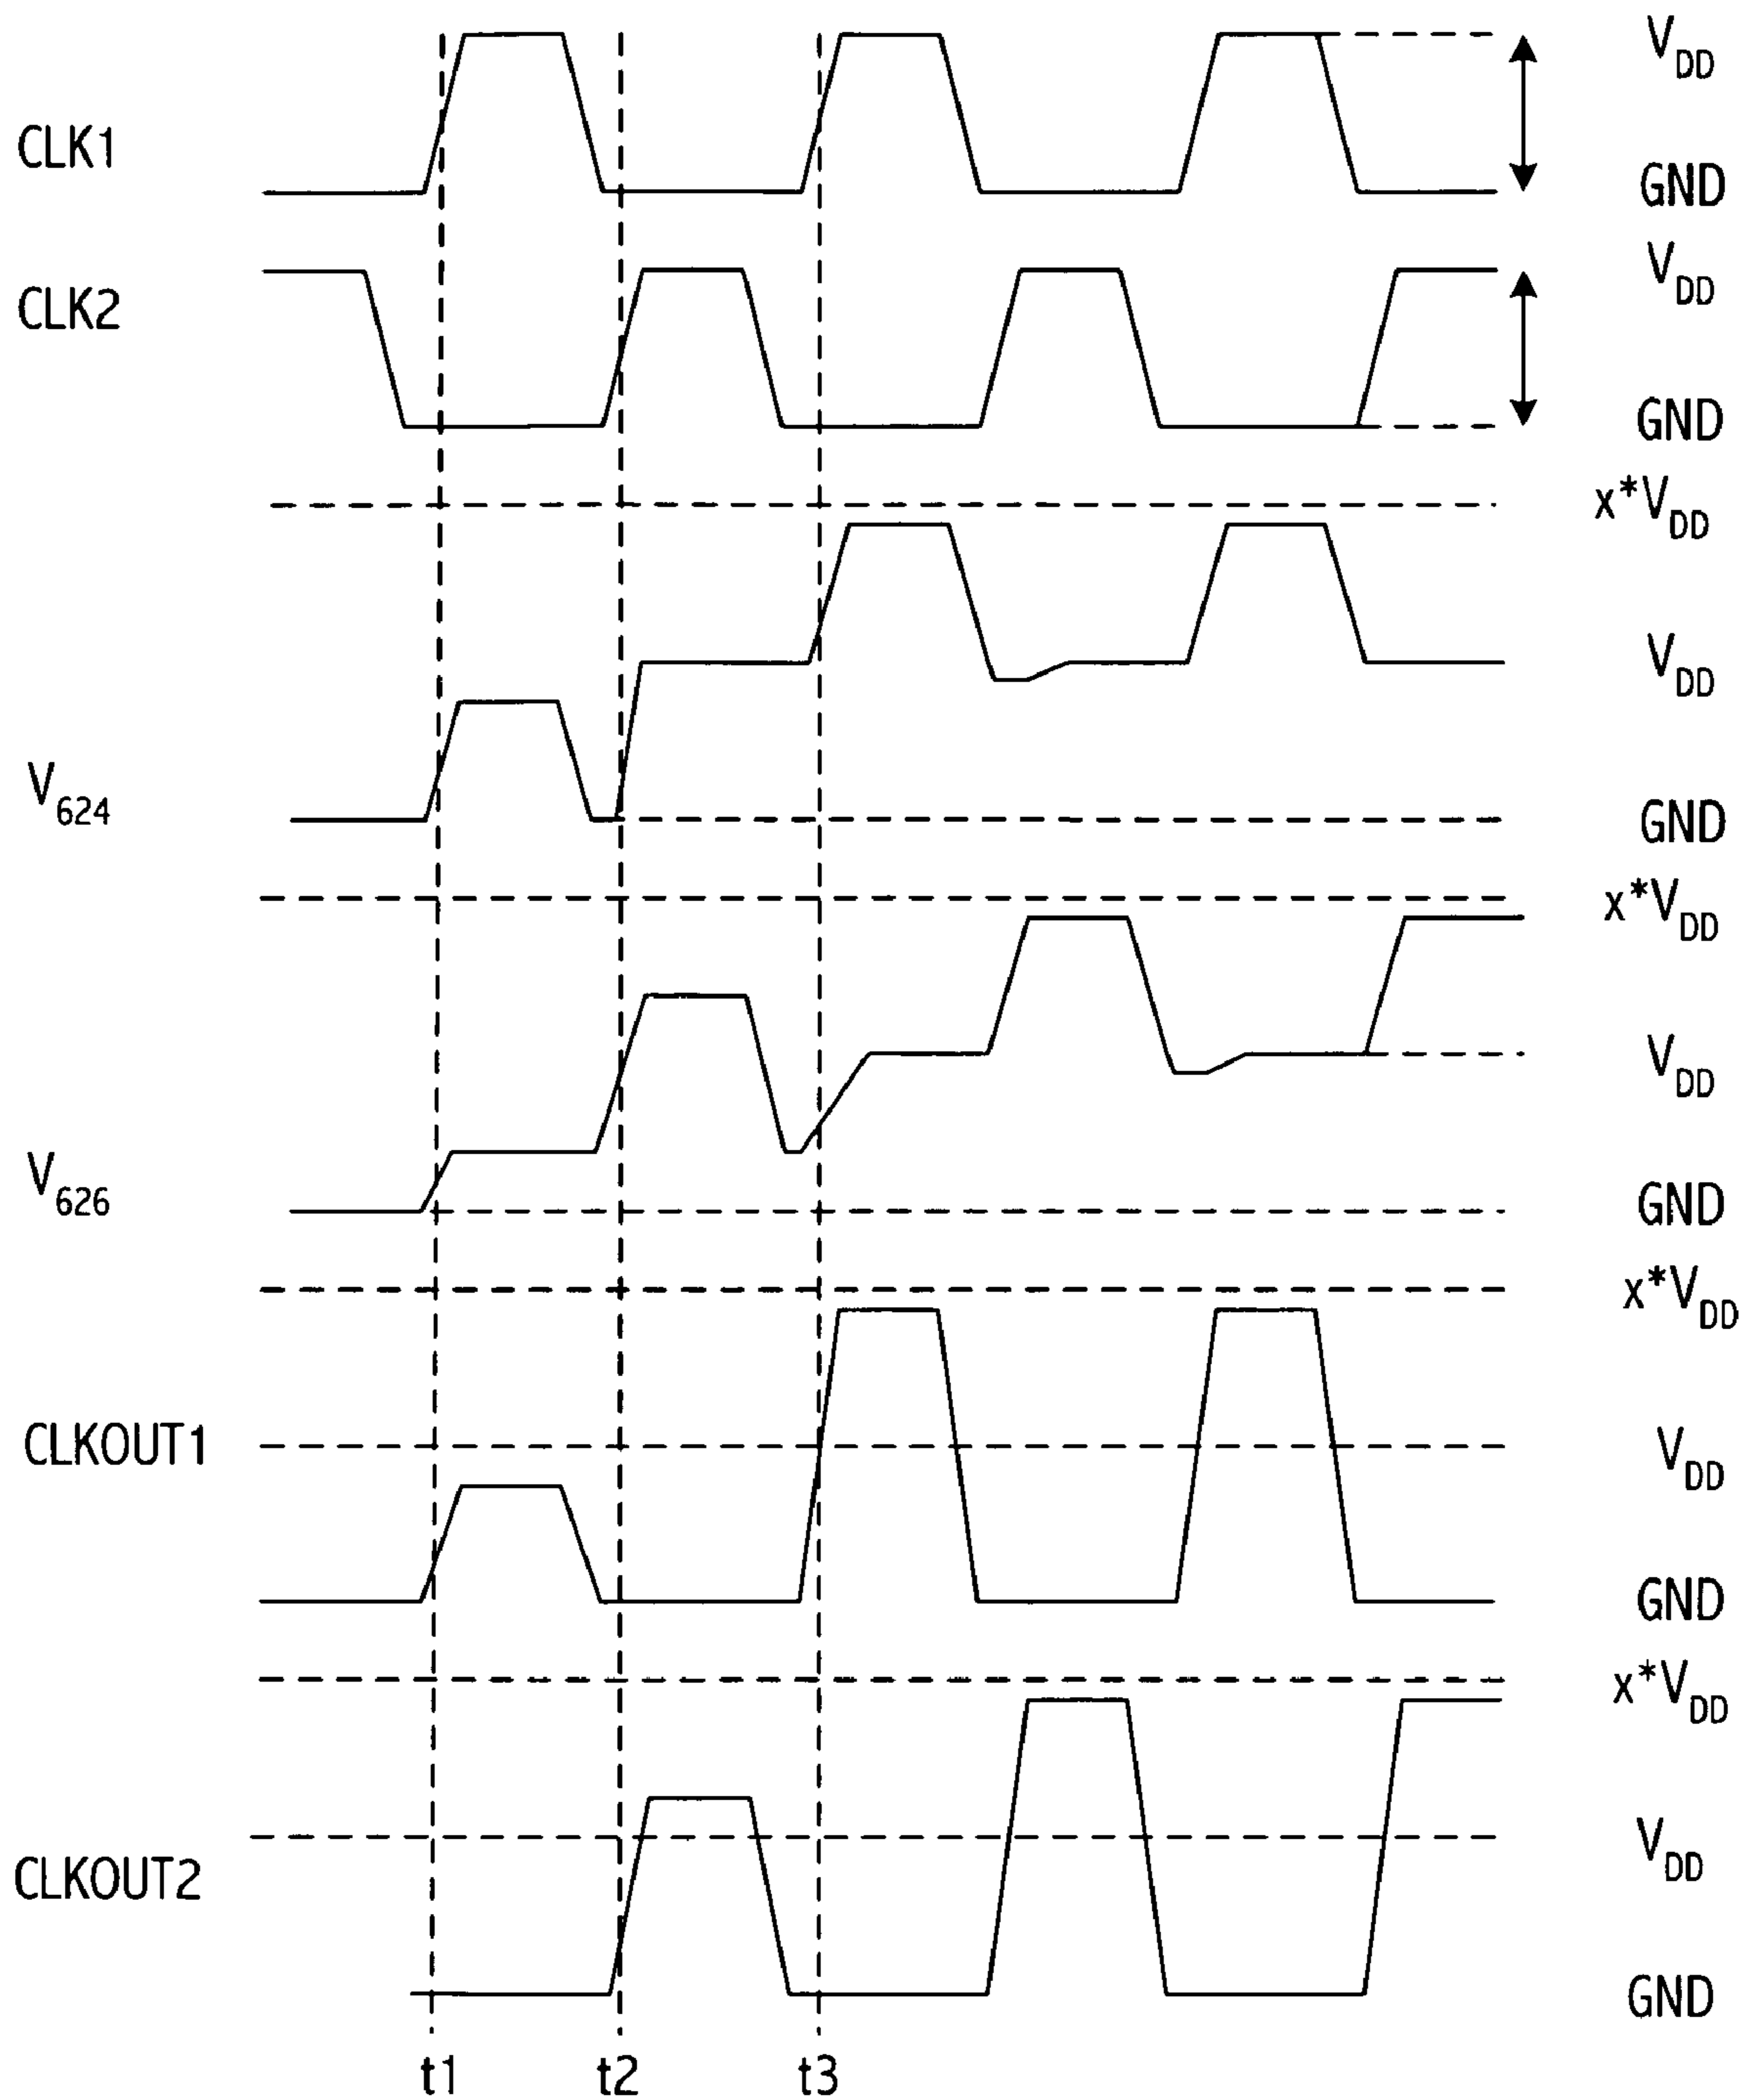 V_DD
CLK1
GND
V_DD
CLK2
GND
x*V_DD
V_DD
V_624
GND
x*V_DD
V_DD
V_626
GND
x*V_DD
CLKOUT1
V_DD
GND
x*V_DD
V_DD
CLKOUT2
GND
t1 t2 t3